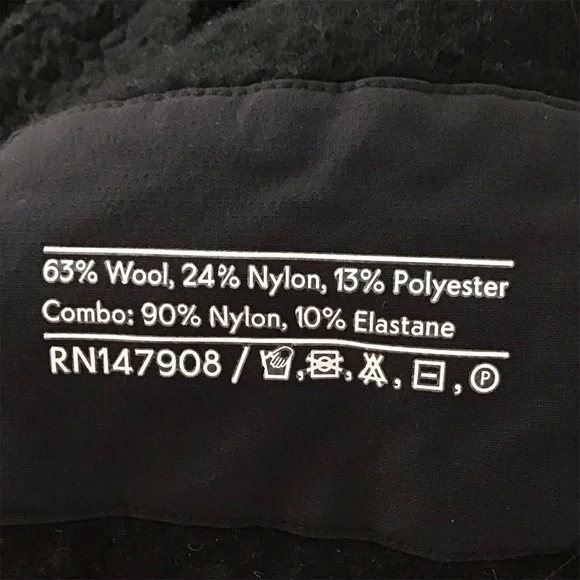 63% Wool, 24% Nylon, 13% Polyester
Combo: 90% Nylon, 10% Elastane
RN147908 / , , , , P